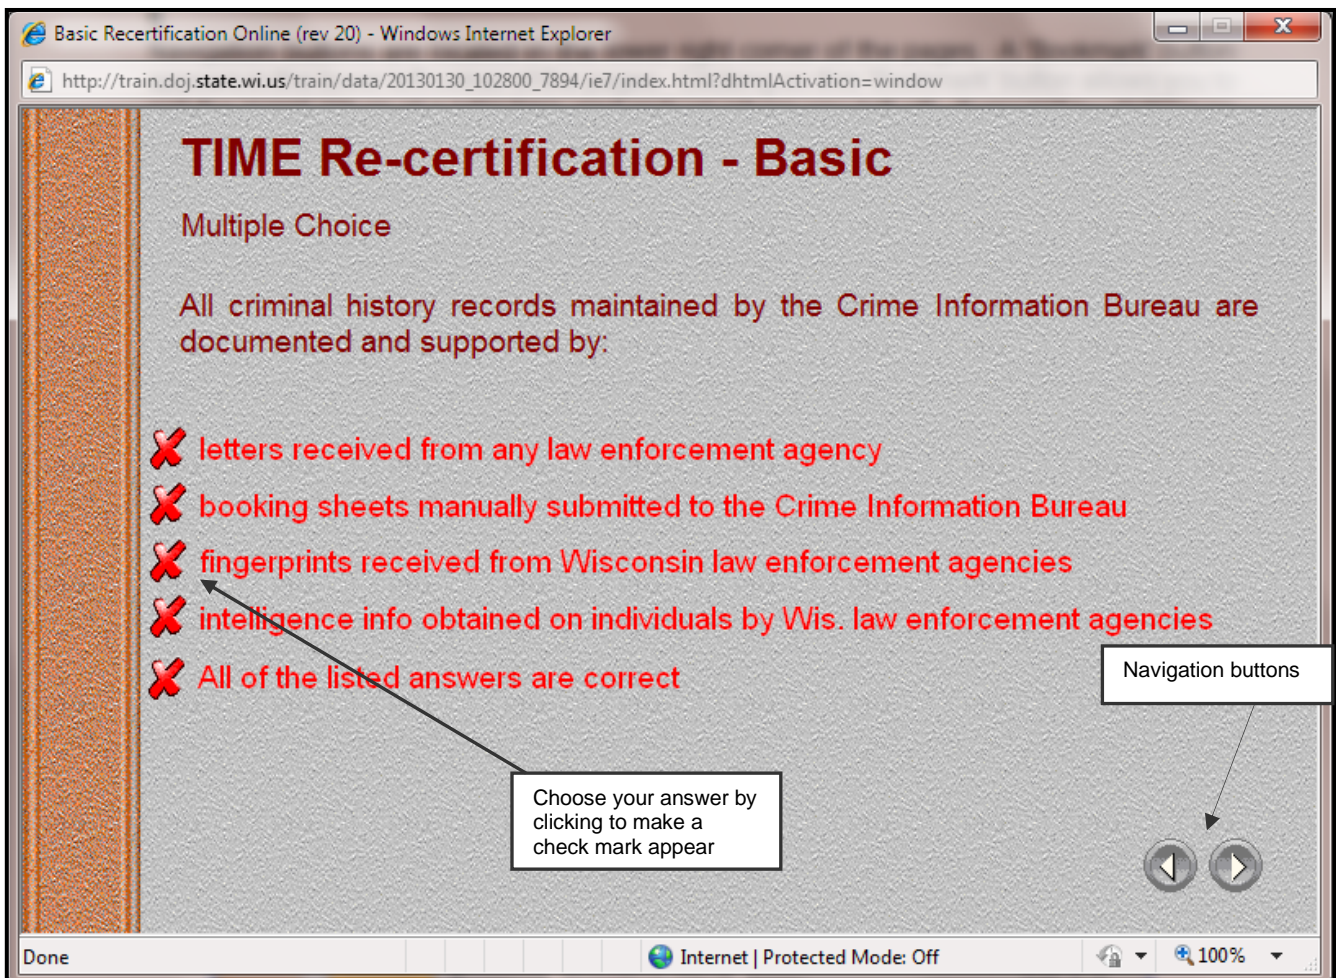 Basic Recertification Online (rev 20) - Windows Internet Explorer
http://train.doj.state.wi.us/train/data/20130130_102800_7894/ie7/index.html?dhtmlActivation=window
TIME Re-certification - Basic
Multiple Choice
All criminal history records maintained by the Crime Information Bureau are
documented and supported by:
letters received from any law enforcement agency
booking sheets manually submitted to the Crime Information Bureau
fingerprints received from Wisconsin law enforcement agencies
intelligence info obtained on individuals by Wis. law enforcement agencies
All of the listed answers are correct
Navigation buttons
Choose your answer by
clicking to make a
check mark appear
Done
Internet | Protected Mode: Off
100%